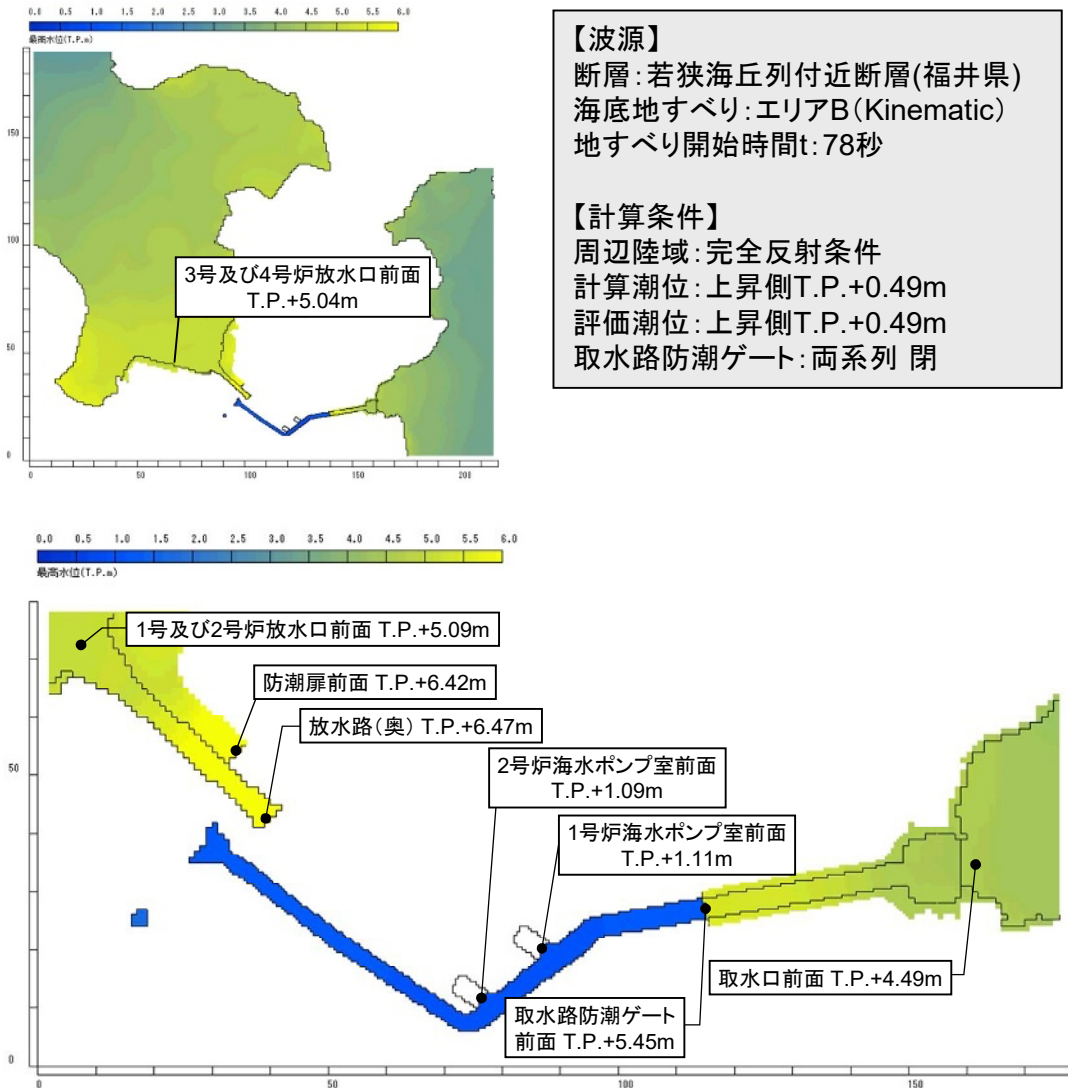 0.0 0.5 1.0 1.5 2.0 2.5 3.0 3.5 4.0 4.5 5.0 5.5 6.0
最高水位(T.P.m)
150
100
50
0
0 50 100 150 200
3号及び4号炉放水口前面
T.P.+5.04m
【波源】
断層:若狭海丘列付近断層(福井県)
海底地すべり:エリアB(Kinematic)
地すべり開始時間t:78秒
【計算条件】
周辺陸域:完全反射条件
計算潮位:上昇側T.P.+0.49m
評価潮位:上昇側T.P.+0.49m
取水路防潮ゲート:両系列 閉
0.0 0.5 1.0 1.5 2.0 2.5 3.0 3.5 4.0 4.5 5.0 5.5 6.0
最高水位(T.P.m)
1号及び2号炉放水口前面 T.P.+5.09m
防潮扉前面 T.P.+6.42m
放水路(奥) T.P.+6.47m
2号炉海水ポンプ室前面
T.P.+1.09m
1号炉海水ポンプ室前面
T.P.+1.11m
取水口前面 T.P.+4.49m
取水路防潮ゲート
前面 T.P.+5.45m
50
0
0 50 100 150